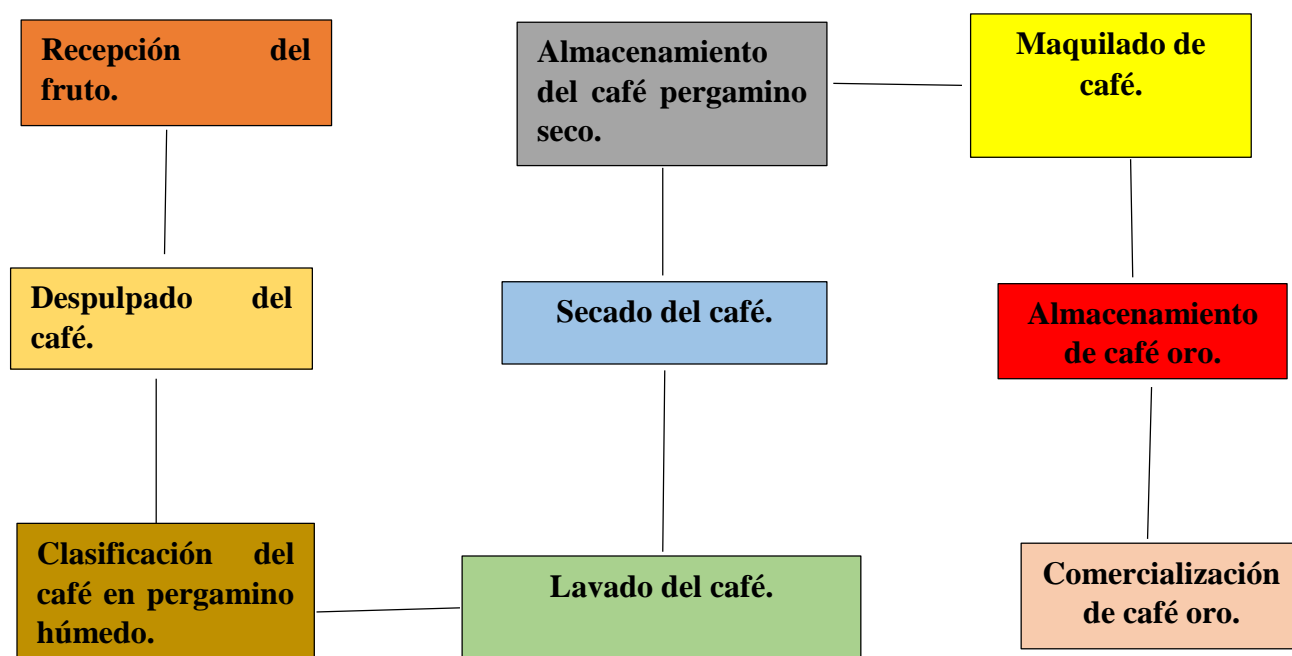 Recepción del
fruto.
Despulpado del
café.
Clasificación del
café en pergamino
húmedo.
Lavado del café.
Secado del café.
Almacenamiento
del café pergamino
seco.
Maquilado de
café.
Almacenamiento
de café oro.
Comercialización
de café oro.